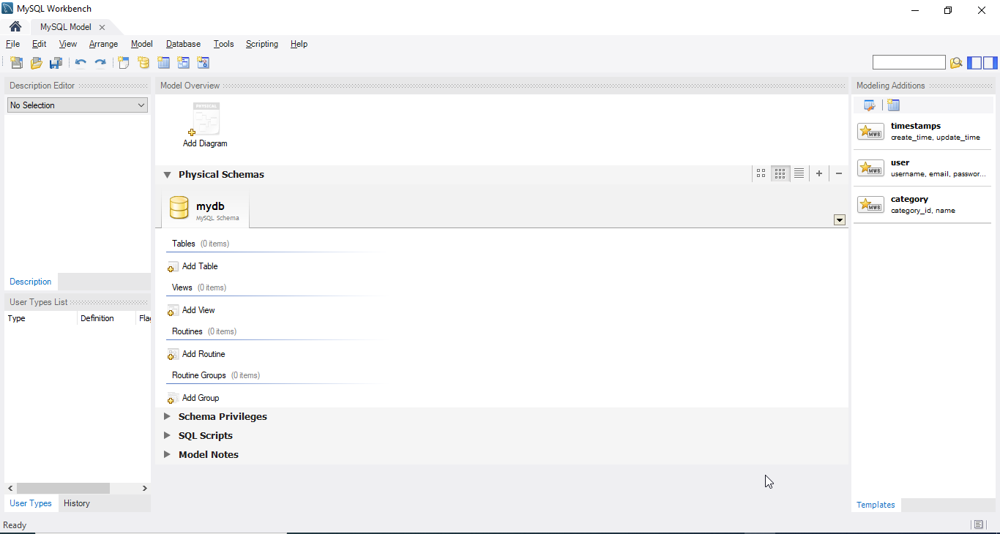 MySQL Workbench
MySQL Model
File Edit View Arrange Model Database Tools Scripting Help
Description Editor
No Selection
Description
User Types List
Type Definition Flag
User Types History
Model Overview
PHYSICAL
Add Diagram
Physical Schemas
mydb
MySQL Schema
Tables (0 items)
Add Table
Views (0 items)
Add View
Routines (0 items)
Add Routine
Routine Groups (0 items)
Add Group
Schema Privileges
SQL Scripts
Model Notes
Modeling Additions
MWB
timestamps
create_time, update_time
MWB
user
username, email, passwor...
MWB
category
category_id, name
Templates
Ready